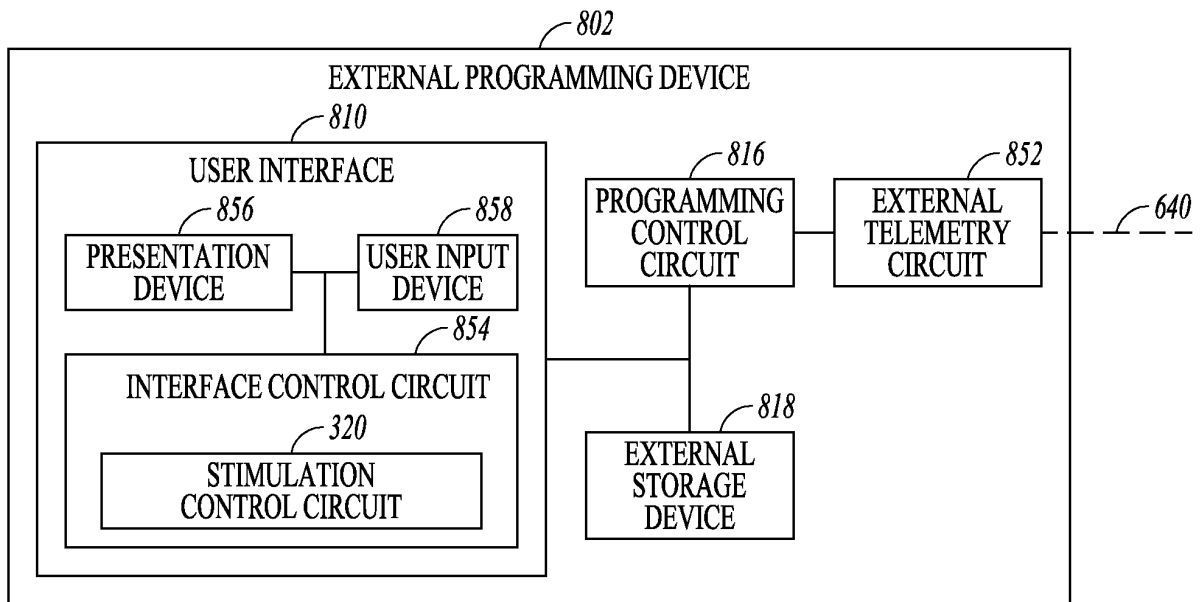 802
EXTERNAL PROGRAMMING DEVICE
810
USER INTERFACE
856
PRESENTATION
DEVICE
858
USER INPUT
DEVICE
854
INTERFACE CONTROL CIRCUIT
320
STIMULATION
CONTROL CIRCUIT
816
PROGRAMMING
CONTROL
CIRCUIT
852
EXTERNAL
TELEMETRY
CIRCUIT
640
818
EXTERNAL
STORAGE
DEVICE